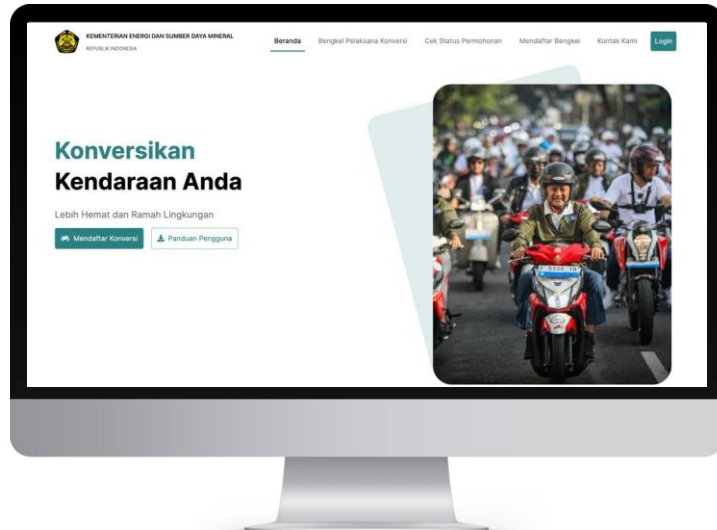 KEMENTERIAN ENERGI DAN SUMBER DAYA MINERAL
REPUBLIK INDONESIA
Beranda
Bengkel Pelaksana Konversi
Cek Status Permohonan
Mendaftar Bengkel
Kontak Kami
Login
Konversikan
Kendaraan Anda
Lebih Hemat dan Ramah Lingkungan
Mendaftar Konversi
Panduan Pengguna